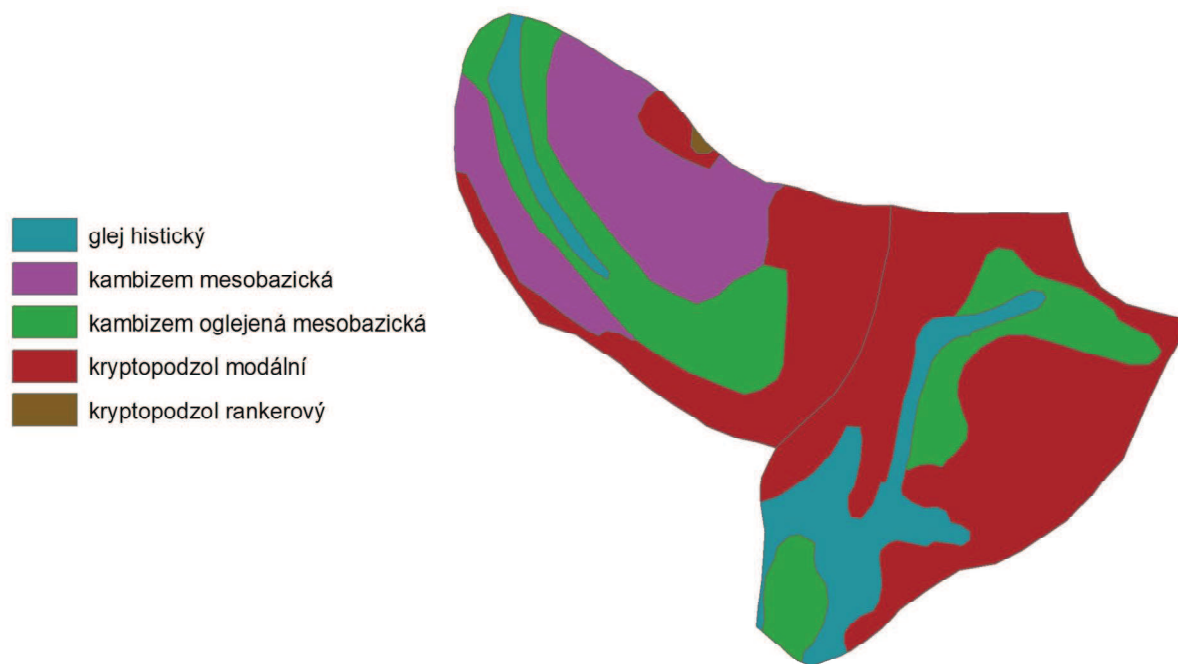 glej histický
kambizem mesobazická
kambizem oglejená mesobazická
kryptopodzol modální
kryptopodzol rankerový